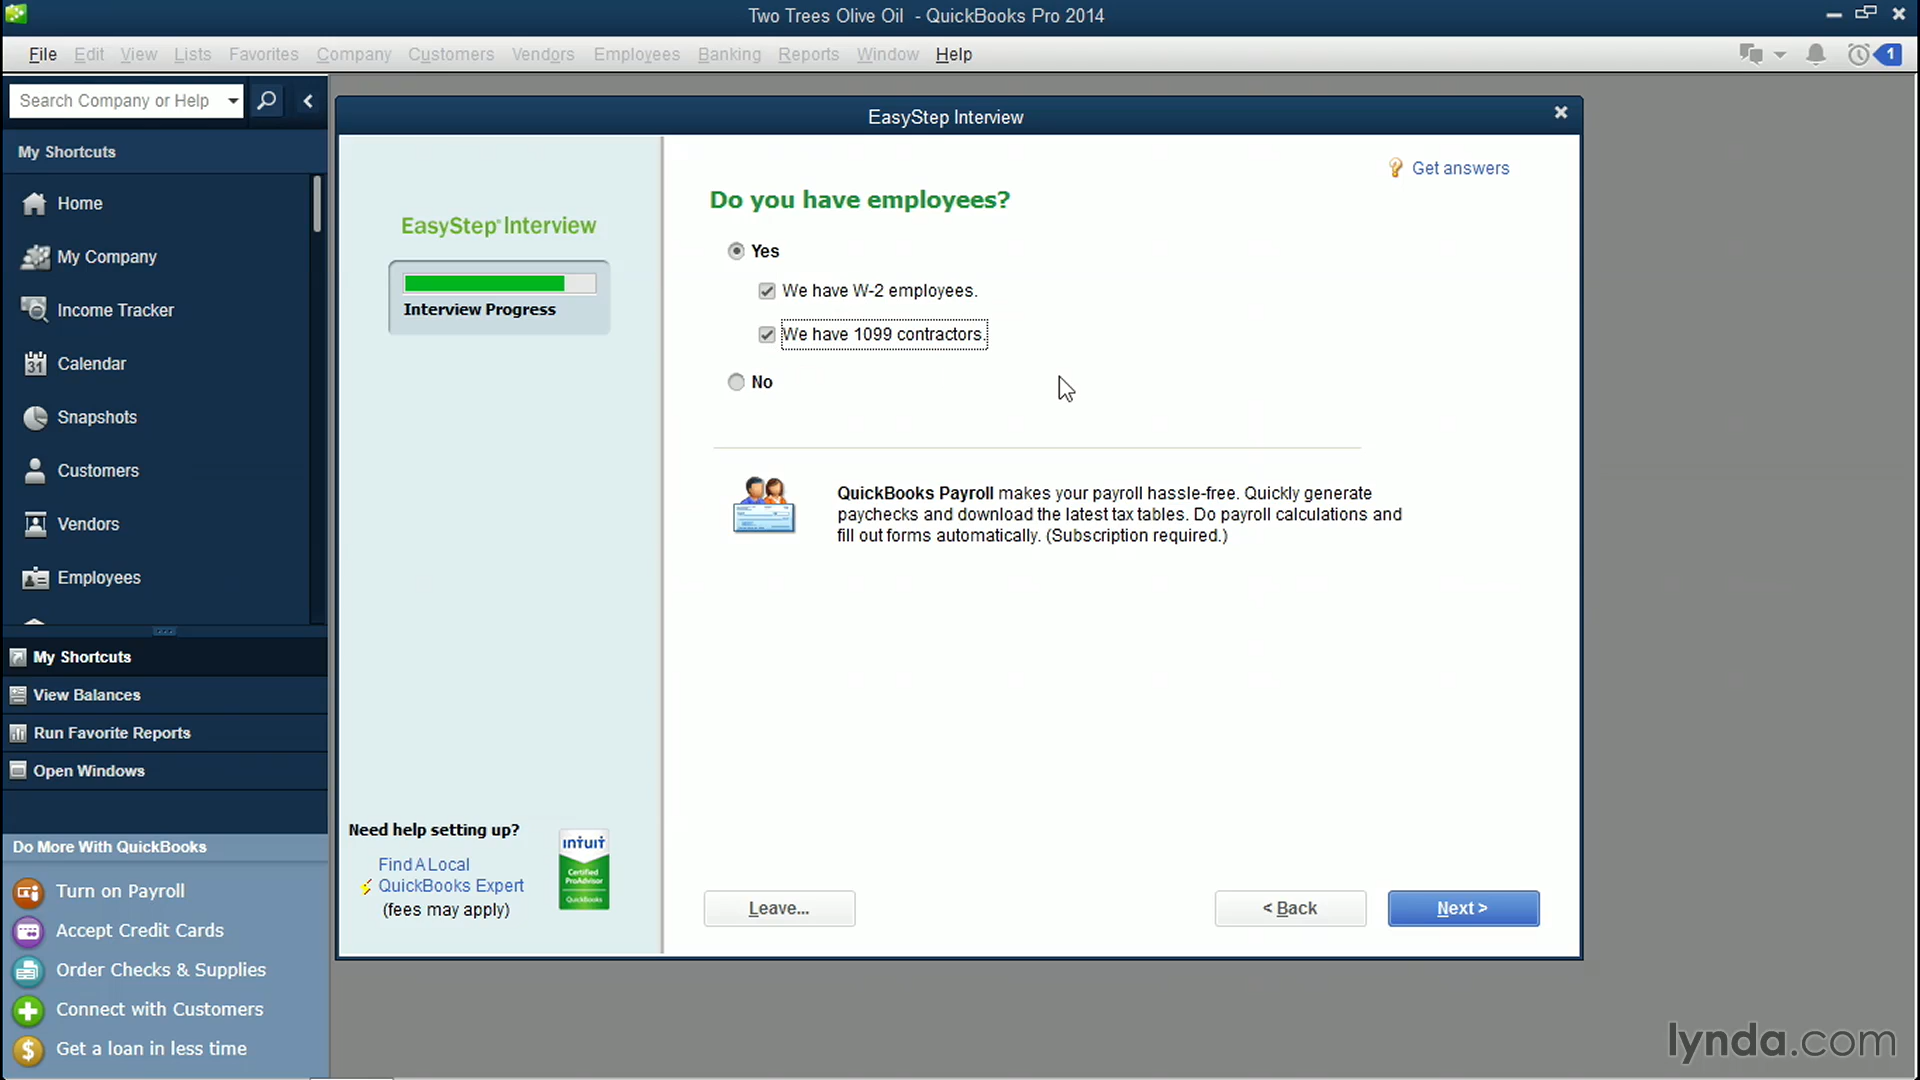 Two Trees Olive Oil - QuickBooks Pro 2014
File Edit View Lists Favorites Company Customers Vendors Employees Banking Reports Window Help
1
Search Company or Help
My Shortcuts
Home
My Company
Income Tracker
31
Calendar
Snapshots
Customers
Vendors
Employees
My Shortcuts
View Balances
Run Favorite Reports
Open Windows
Do More With QuickBooks
Turn on Payroll
Accept Credit Cards
Order Checks & Supplies
Connect with Customers
Get a loan in less time
EasyStep Interview
EasyStep Interview
Interview Progress
Need help setting up?
Find A Local
QuickBooks Expert
(fees may apply)
intuit
Certified
ProAdvisor
QuickBooks
Get answers
Do you have employees?
Yes
We have W-2 employees.
We have 1099 contractors.
No
QuickBooks Payroll makes your payroll hassle-free. Quickly generate
paychecks and download the latest tax tables. Do payroll calculations and
fill out forms automatically. (Subscription required.)
Leave...
< Back
Next >
lynda.com